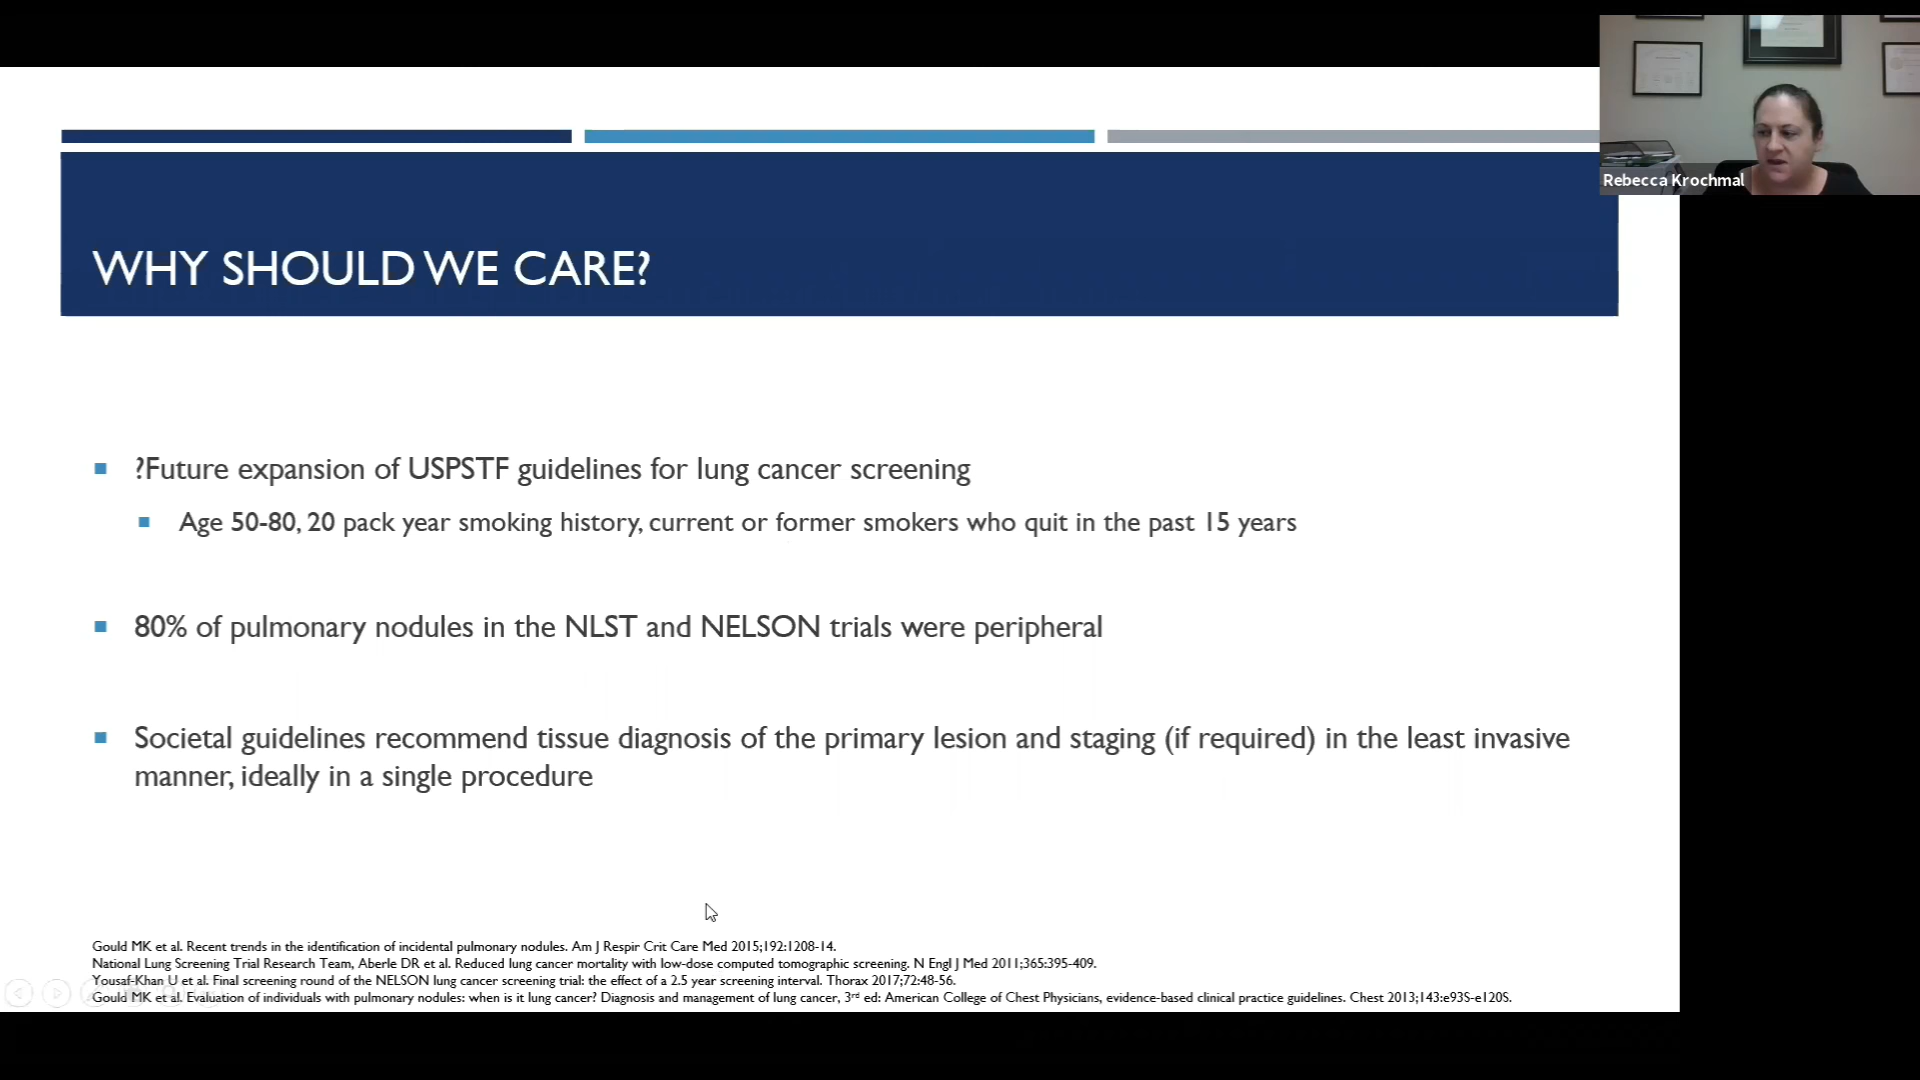 Rebecca Krochmal
WHY SHOULD WE CARE?
?Future expansion of USPSTF guidelines for lung cancer screening
Age 50-80, 20 pack year smoking history, current or former smokers who quit in the past 15 years
80% of pulmonary nodules in the NLST and NELSON trials were peripheral
Societal guidelines recommend tissue diagnosis of the primary lesion and staging (if required) in the least invasive
manner, ideally in a single procedure
Gould MK et al. Recent trends in the identification of incidental pulmonary nodules. Am J Respir Crit Care Med 2015;192:1208-14.
National Lung Screening Trial Research Team, Aberle DR et al. Reduced lung cancer mortality with low-dose computed tomographic screening. N Engl J Med 2011;365:395-409.
Yousaf-Khan U et al. Final screening round of the NELSON lung cancer screening trial: the effect of a 2.5 year screening interval. Thorax 2017;72:48-56.
Gould MK et al. Evaluation of individuals with pulmonary nodules: when is it lung cancer? Diagnosis and management of lung cancer, 3rd ed: American College of Chest Physicians, evidence-based clinical practice guidelines. Chest 2013;143:e93S-e120S.